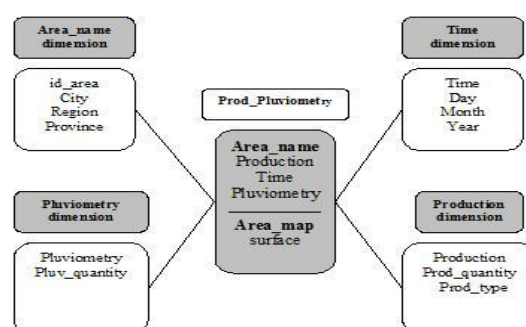 Area_name
dimension
id_area
City
Region
Province
Time
dimension
Time
Day
Month
Year
Prod_Pluviometry
Area_name
Production
Time
Pluviometry
Area_map
surface
Pluviometry
dimension
Pluviometry
Pluv_quantity
Production
dimension
Production
Prod_quantity
Prod_type